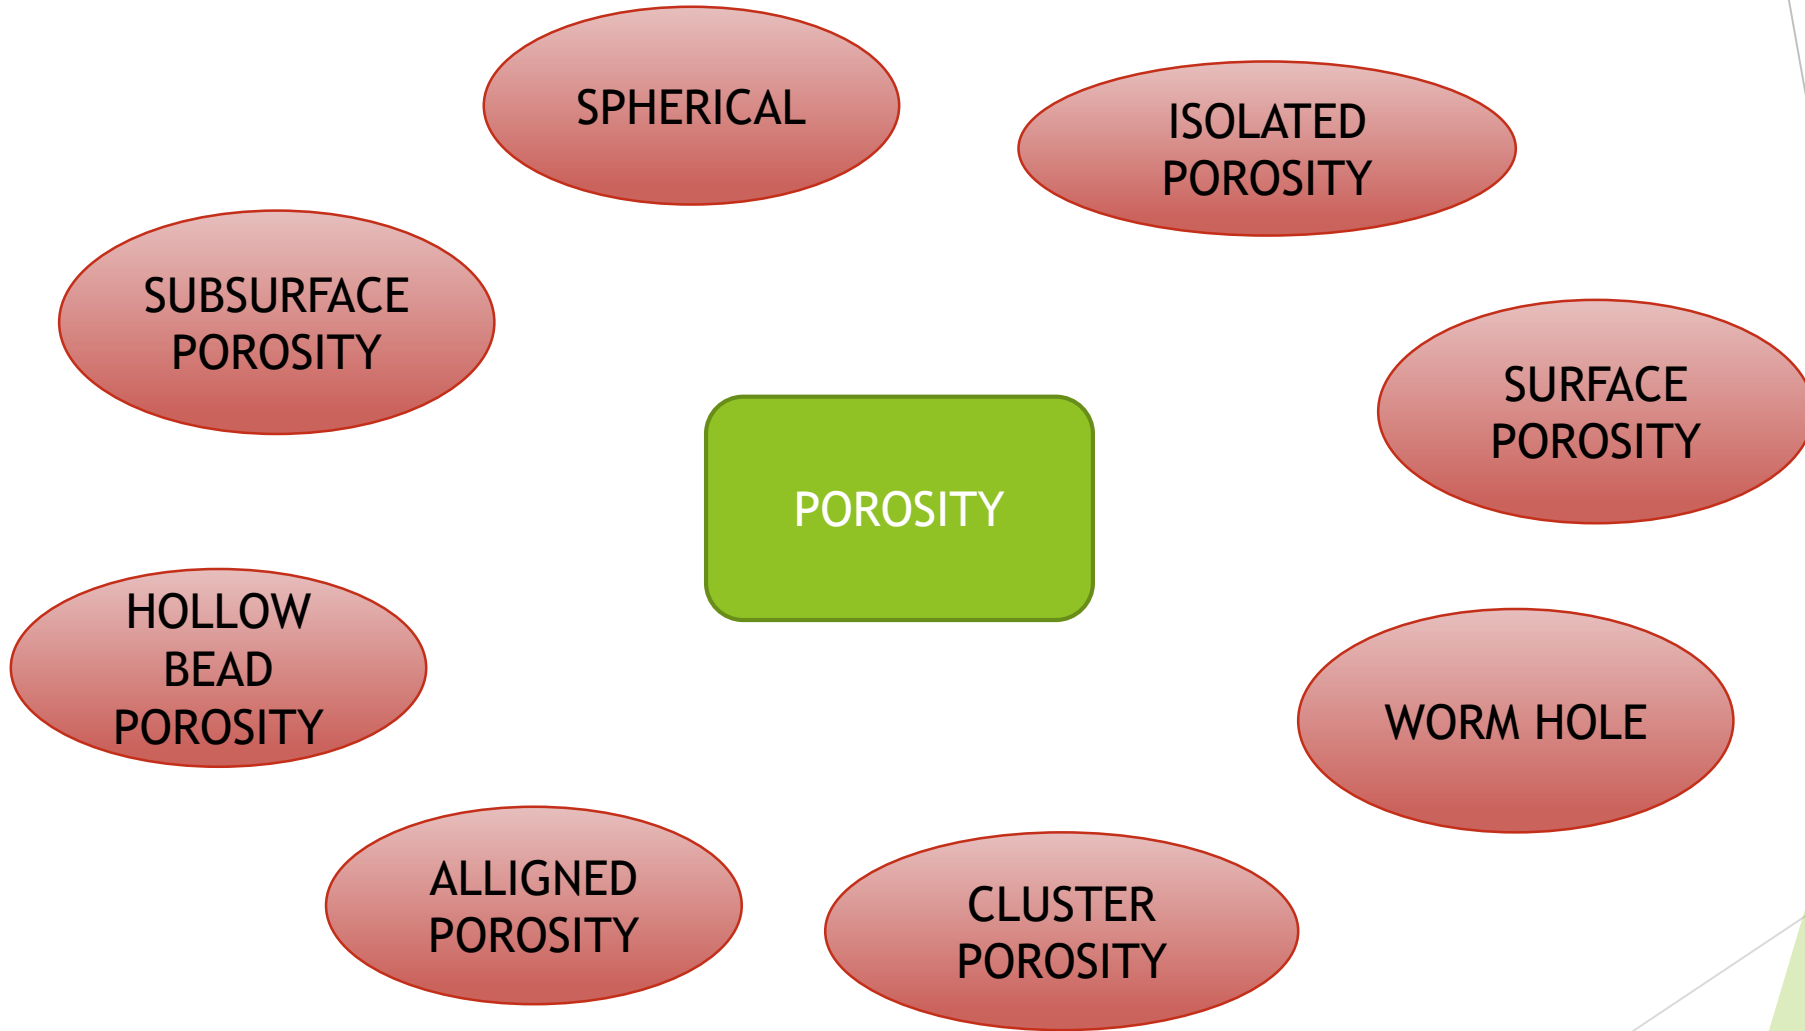 SPHERICAL
ISOLATED
POROSITY
SUBSURFACE
POROSITY
SURFACE
POROSITY
POROSITY
HOLLOW
BEAD
POROSITY
WORM HOLE
ALLIGNED
POROSITY
CLUSTER
POROSITY